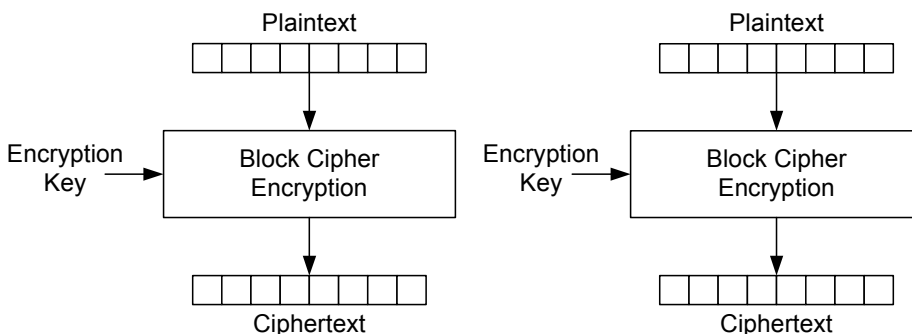 Plaintext
Plaintext
Encryption
Key
Block Cipher
Encryption
Encryption
Key
Block Cipher
Encryption
Ciphertext
Ciphertext